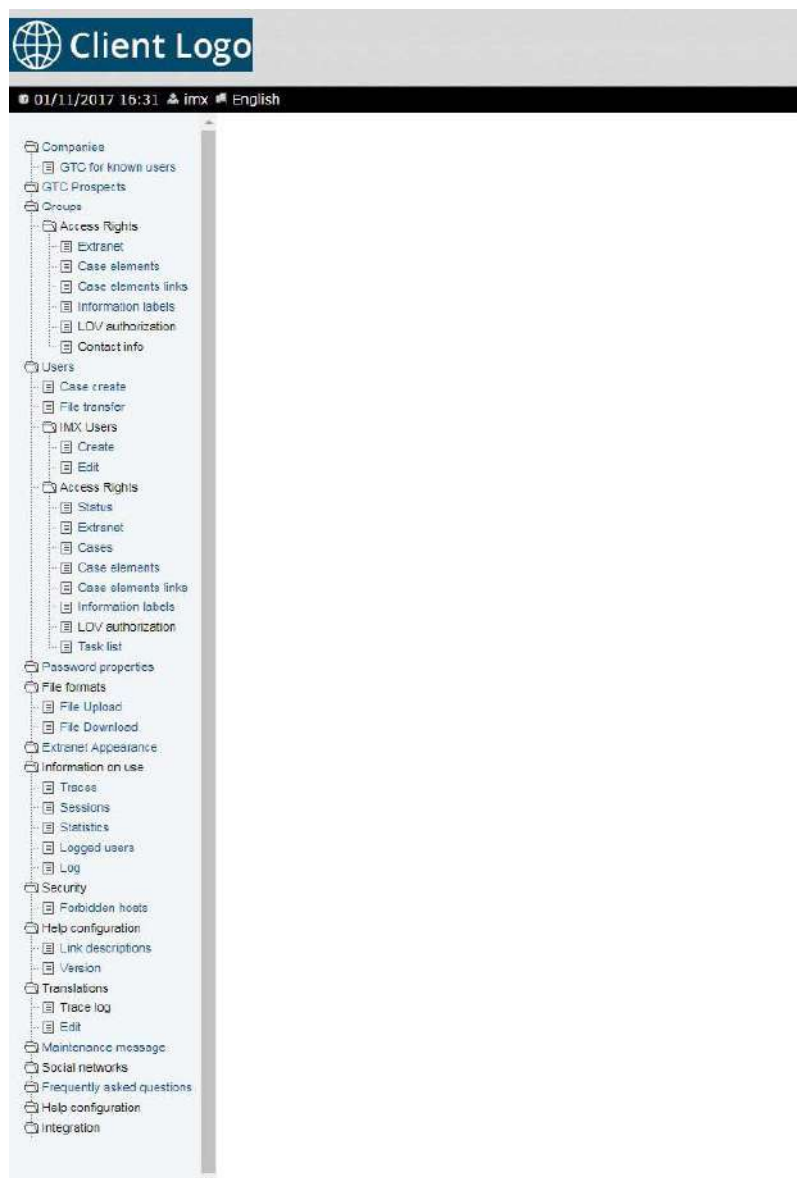 Client Logo
01/11/2017 16:31 imx English
Companies
GTC for known users
GTC Prospects
Groups
Access Rights
Extranet
Case elements
Case elements links
Information labels
LOV authorization
Contact info
Users
Case create
File transfer
IMX Users
Create
Edit
Access Rights
Status
Extranet
Cases
Case elements
Case elements links
Information labels
LOV authorization
Task list
Password properties
File formats
File Upload
File Download
Extranet Appearance
Information on use
Traces
Sessions
Statistics
Logged users
Log
Security
Forbidden hosts
Help configuration
Link descriptions
Version
Translations
Trace log
Edit
Maintenance message
Social networks
Frequently asked questions
Help configuration
Integration